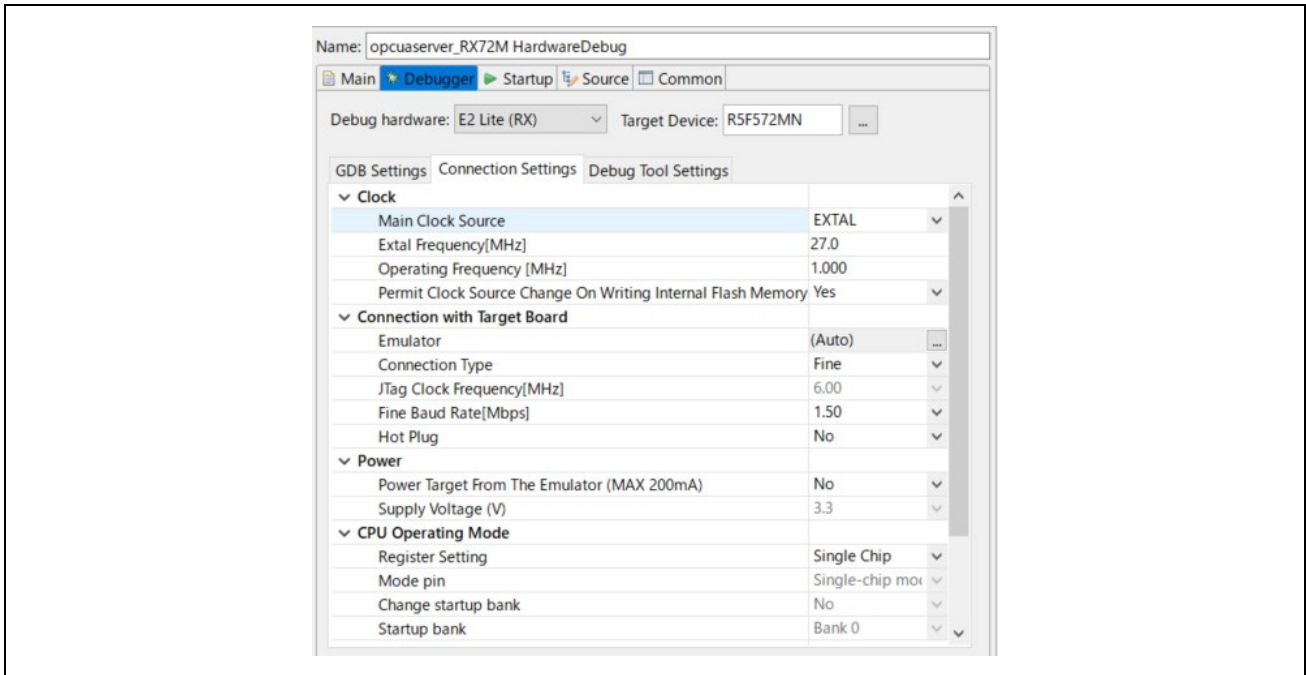 Name: opcuaserver_RX72M HardwareDebug
Main Debugger Startup Source Common
Debug hardware: E2 Lite (RX) Target Device: R5F572MN ...
GDB Settings Connection Settings Debug Tool Settings
Clock
Main Clock Source EXTAL
Extal Frequency[MHz] 27.0
Operating Frequency [MHz] 1.000
Permit Clock Source Change On Writing Internal Flash Memory Yes
Connection with Target Board
Emulator (Auto) ...
Connection Type Fine
JTag Clock Frequency[MHz] 6.00
Fine Baud Rate[Mbps] 1.50
Hot Plug No
Power
Power Target From The Emulator (MAX 200mA) No
Supply Voltage (V) 3.3
CPU Operating Mode
Register Setting Single Chip
Mode pin Single-chip
Change startup bank No
Startup bank Bank 0